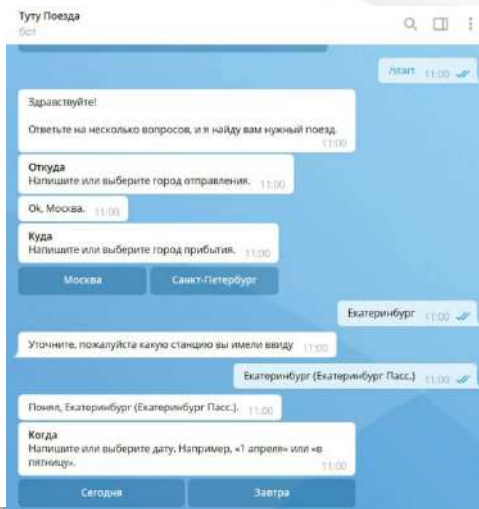 Туту Поезда
бот
/start 11:00
Здравствуйте!
Ответьте на несколько вопросов, и я найду вам нужный поезд.
11:00
Откуда
Напишите или выберите город отправления. 11:00
Ok, Москва. 11:00
Куда
Напишите или выберите город прибытия. 11:00
Москва Санкт-Петербург
Екатеринбург 11:00
Уточните, пожалуйста какую станцию вы имели ввиду 11:00
Екатеринбург (Екатеринбург Пасс.) 11:00
Понял, Екатеринбург (Екатеринбург Пасс.). 11:00
Когда
Напишите или выберите дату. Например, «1 апреля» или «в
пятницу». 11:00
Сегодня Завтра